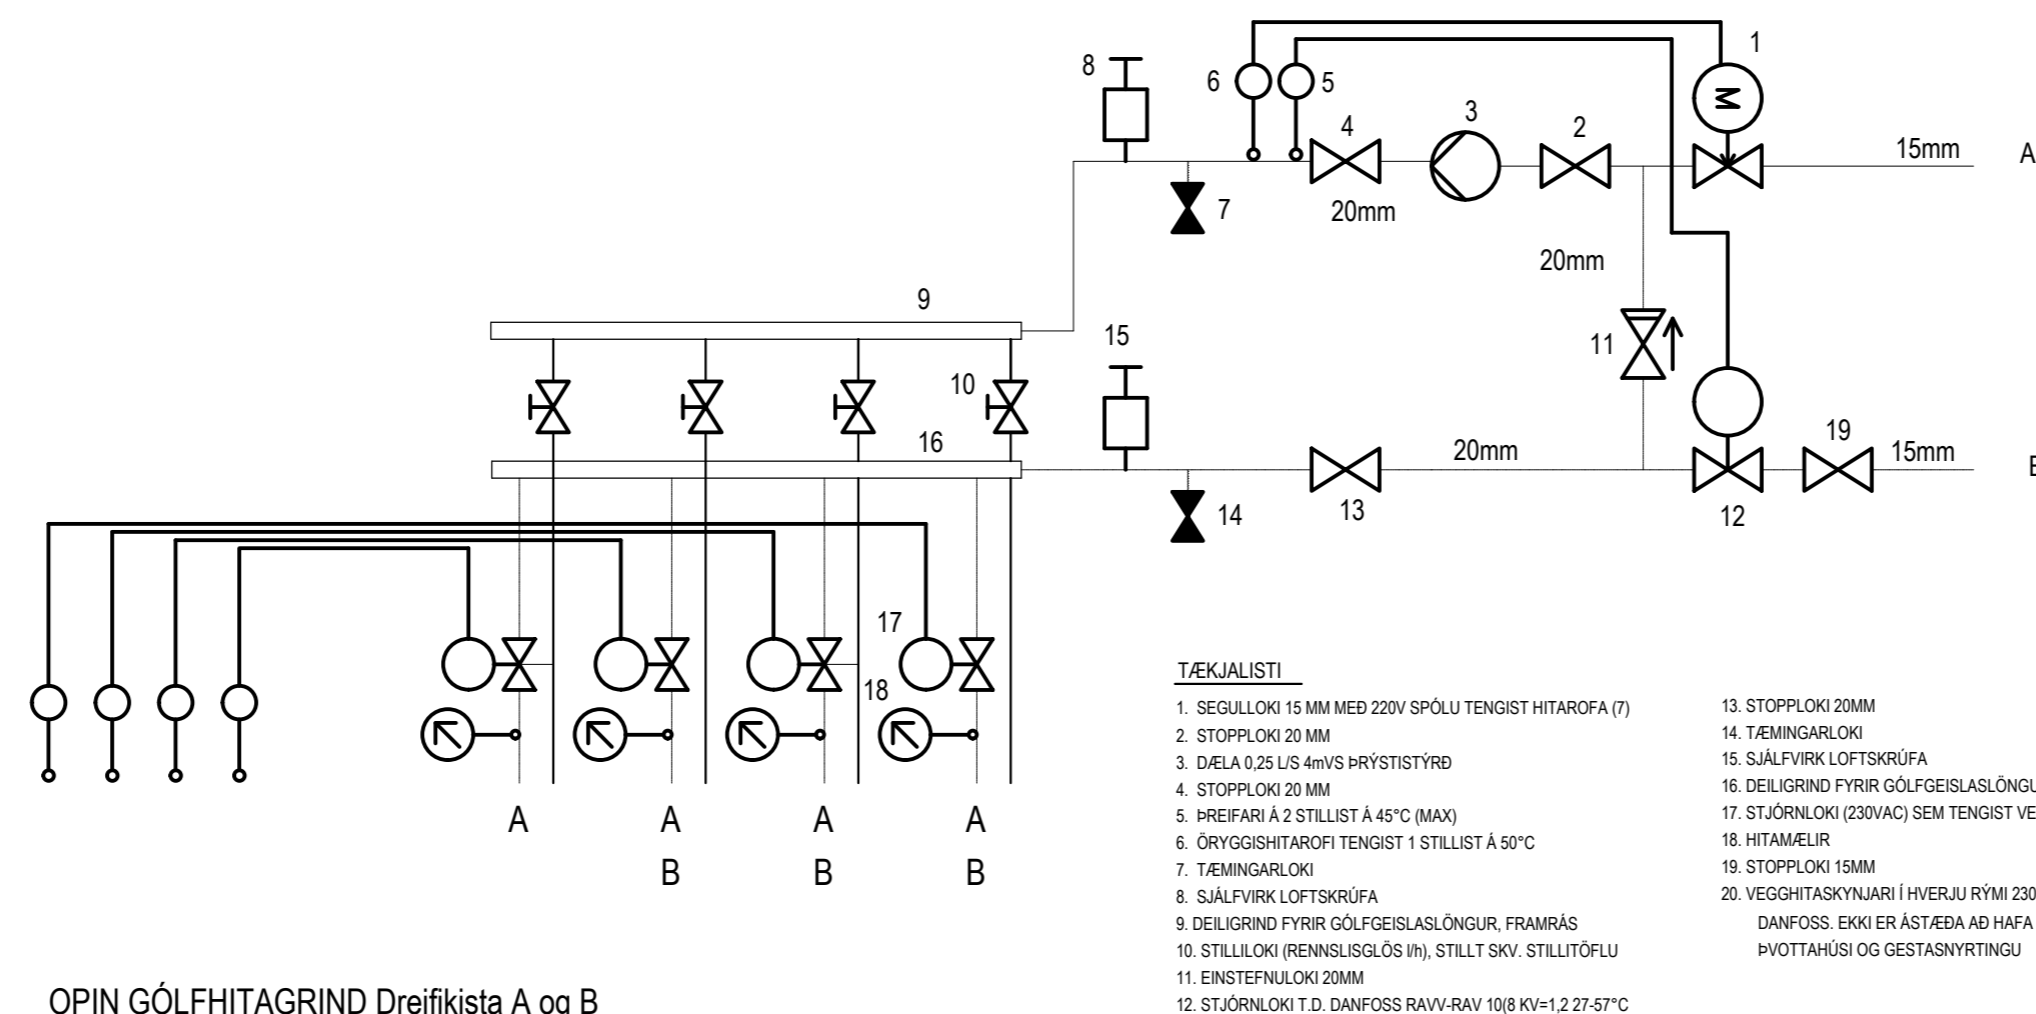 1
8
6
5
3
4
2
M
15mm
A
7
20mm
20mm
9
15
11
10
16
19
20mm
15mm
14
13
12
17
18
A
A
A
A
B
B
B
TÆKJALISTI
1. SEGULLOKI 15 MM MEÐ 220V SPÓLU TENGIST HITAROFA (7)
2. STOPPLOKI 20 MM
3. DÆLA 0,25 L/S 4mVS ÞRÝSTISTÝRÐ
4. STOPPLOKI 20 MM
5. ÞREIFARI Á 2 STILLIST Á 45°C (MAX)
6. ÖRYGGISHITAROFI TENGIST 1 STILLIST Á 50°C
7. TÆMINGARLOKI
8. SJÁLFVIRK LOFTSKRÚFA
9. DEILIGRIND FYRIR GÓLFGEISLASLÖNGUR, FRAMRÁS
10. STILLILOKI (RENNSLISGLÖS l/h), STILLT SKV. STILLITÖFLU
11. EINSTEFNULOKI 20MM
12. STJÓRNLOKI T.D. DANFOSS RAVV-RAV 10(8 KV=1,2 27-57°C
13. STOPPLOKI 20MM
14. TÆMINGARLOKI
15. SJÁLFVIRK LOFTSKRÚFA
16. DEILIGRIND FYRIR GÓLFGEISLASLÖNGU
17. STJÓRNLOKI (230VAC) SEM TENGIST VE
18. HITAMÆLIR
19. STOPPLOKI 15MM
20. VEGGHITASKYNJARI Í HVERJU RÝMI 230
DANFOSS. EKKI ER ÁSTÆÐA AÐ HAFA
ÞVOTTAHÚSI OG GESTASNYRTINGU
OPIN GÓLFHITAGRIND Dreifikista A og B